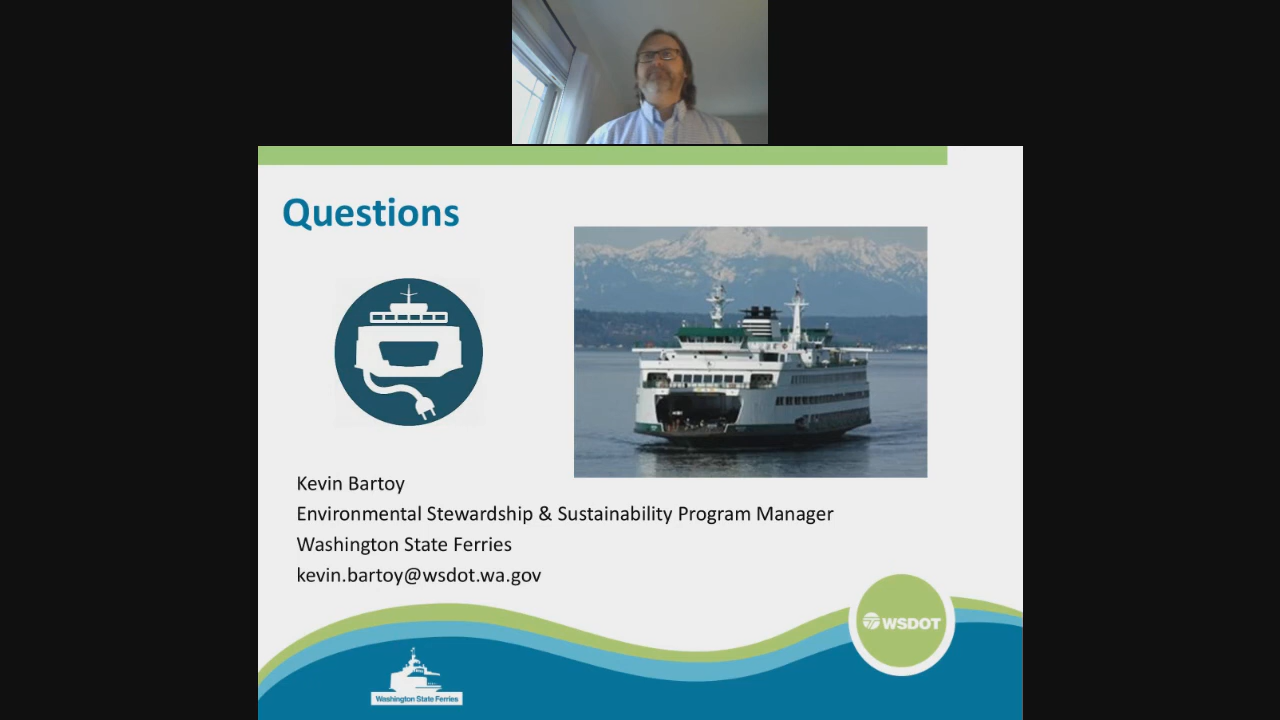 Questions
Kevin Bartoy
Environmental Stewardship & Sustainability Program Manager
Washington State Ferries
kevin.bartoy@wsdot.wa.gov
WSDOT
Washington State Ferries